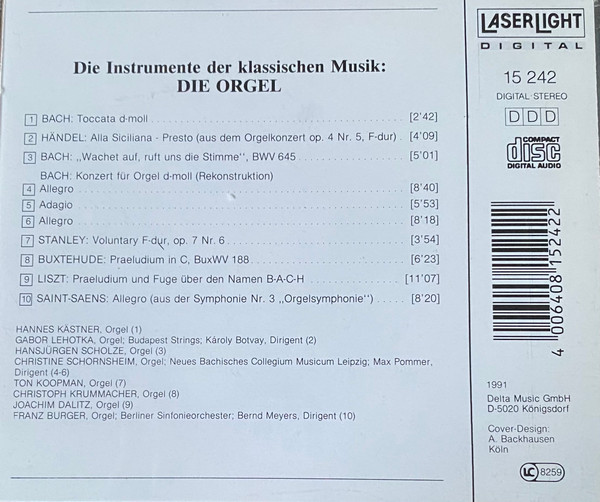 Die Instrumente der klassischen Musik:
DIE ORGEL
1 BACH: Toccata d-moll [2'42]
2 HÄNDEL: Alla Siciliana - Presto (aus dem Orgelkonzert op. 4 Nr. 5, F-dur) . [4'09]
3 BACH: „Wachet auf, ruft uns die Stimme“, BWV 645 [5'01]
BACH: Konzert für Orgel d-moll (Rekonstruktion)
4 Allegro [8'40]
5 Adagio [5'53]
6 Allegro [8'18]
7 STANLEY: Voluntary F-dur, op. 7 Nr. 6 [3'54]
8 BUXTEHUDE: Praeludium in C, BuxWV 188 [6'23]
9 LISZT: Praeludium und Fuge über den Namen B-A-C-H [11'07]
10 SAINT-SAENS: Allegro (aus der Symphonie Nr. 3 „Orgelsymphonie“) [8'20]
HANNES KÄSTNER, Orgel (1)
GABOR LEHOTKA, Orgel; Budapest Strings; Károly Botvay, Dirigent (2)
HANSJÜRGEN SCHOLZE, Orgel (3)
CHRISTINE SCHORNSHEIM, Orgel; Neues Bachisches Collegium Musicum Leipzig; Max Pommer,
Dirigent (4-6)
TON KOOPMAN, Orgel (7)
CHRISTOPH KRUMMACHER, Orgel (8)
JOACHIM DALITZ, Orgel (9)
FRANZ BURGER, Orgel; Berliner Sinfonieorchester; Bernd Meyers, Dirigent (10)
LASERLIGHT
DIGITAL
15 242
DIGITAL·STEREO
D D D
COMPACT
disc
DIGITAL AUDIO
4 006408 152422
1991
Delta Music GmbH
D-5020 Königsdorf
Cover-Design:
A. Backhausen
Köln
LC 8259